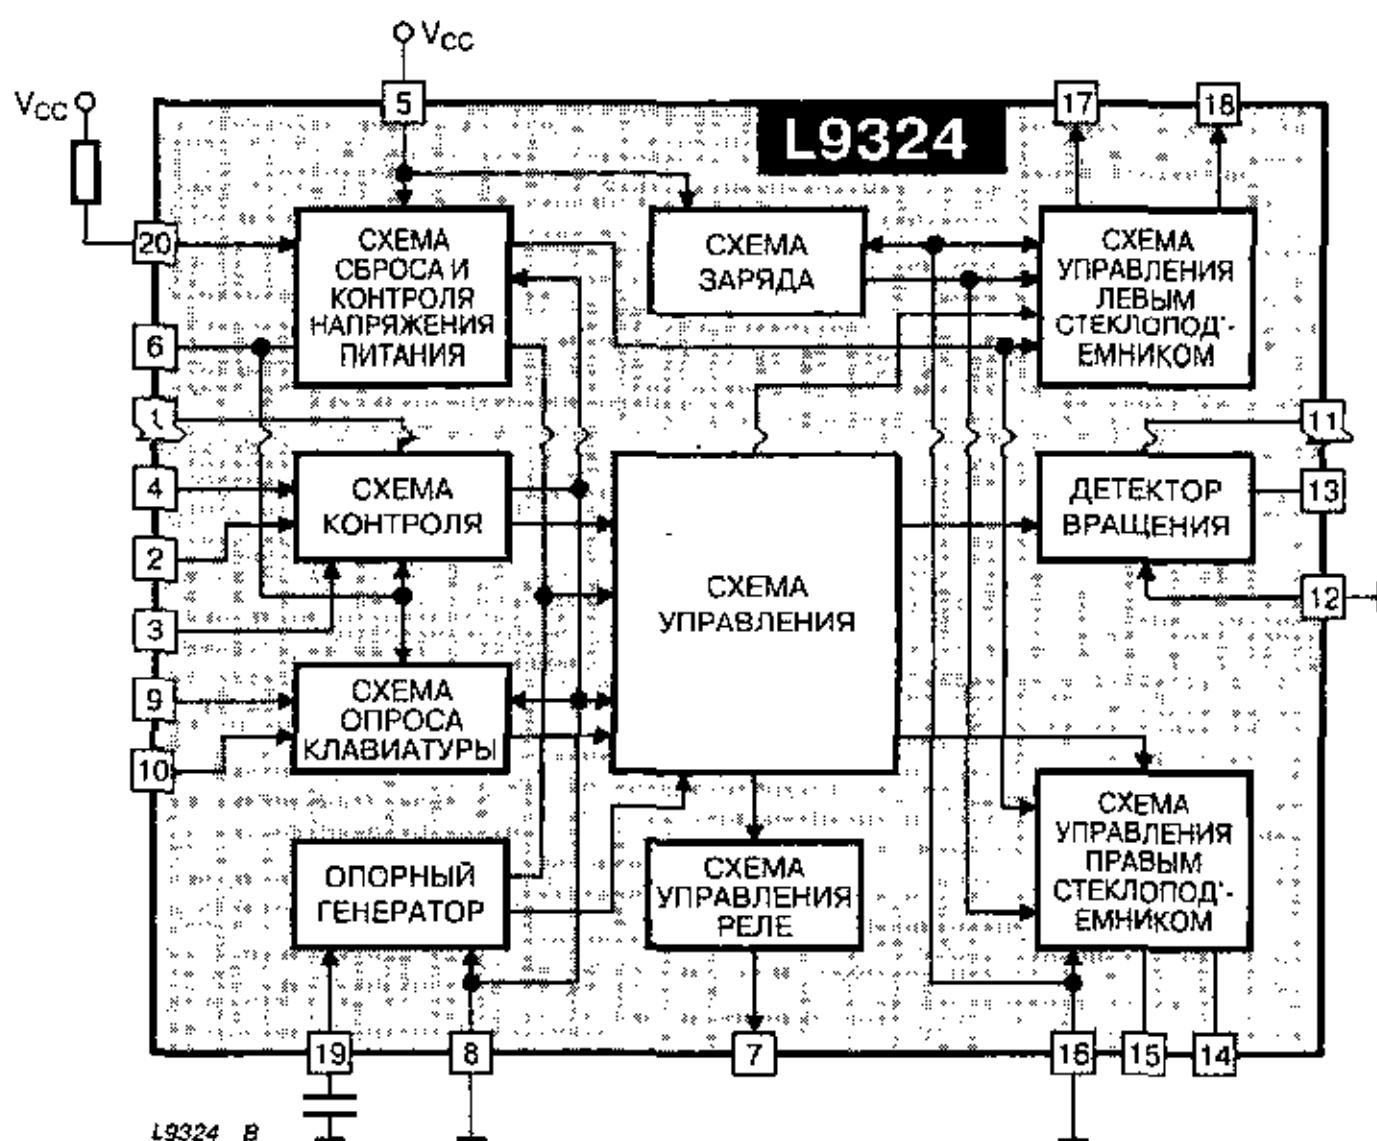 VCC
VCC
5
17
18
L9324
20
СХЕМА
СБРОСА И
КОНТРОЛЯ
НАПРЯЖЕНИЯ
ПИТАНИЯ
СХЕМА
ЗАРЯДА
СХЕМА
УПРАВЛЕНИЯ
ЛЕВЫМ
СТЕКЛОПОД'-
ЕМНИКОМ
6
1
11
4
СХЕМА
КОНТРОЛЯ
ДЕТЕКТОР
ВРАЩЕНИЯ
13
2
СХЕМА
УПРАВЛЕНИЯ
12
3
9
СХЕМА
ОПРОСА
КЛАВИАТУРЫ
10
СХЕМА
УПРАВЛЕНИЯ
ПРАВЫМ
СТЕКЛОПОД'-
ЕМНИКОМ
ОПОРНЫЙ
ГЕНЕРАТОР
СХЕМА
УПРАВЛЕНИЯ
РЕЛЕ
19
8
7
16
15
14
L9324_B